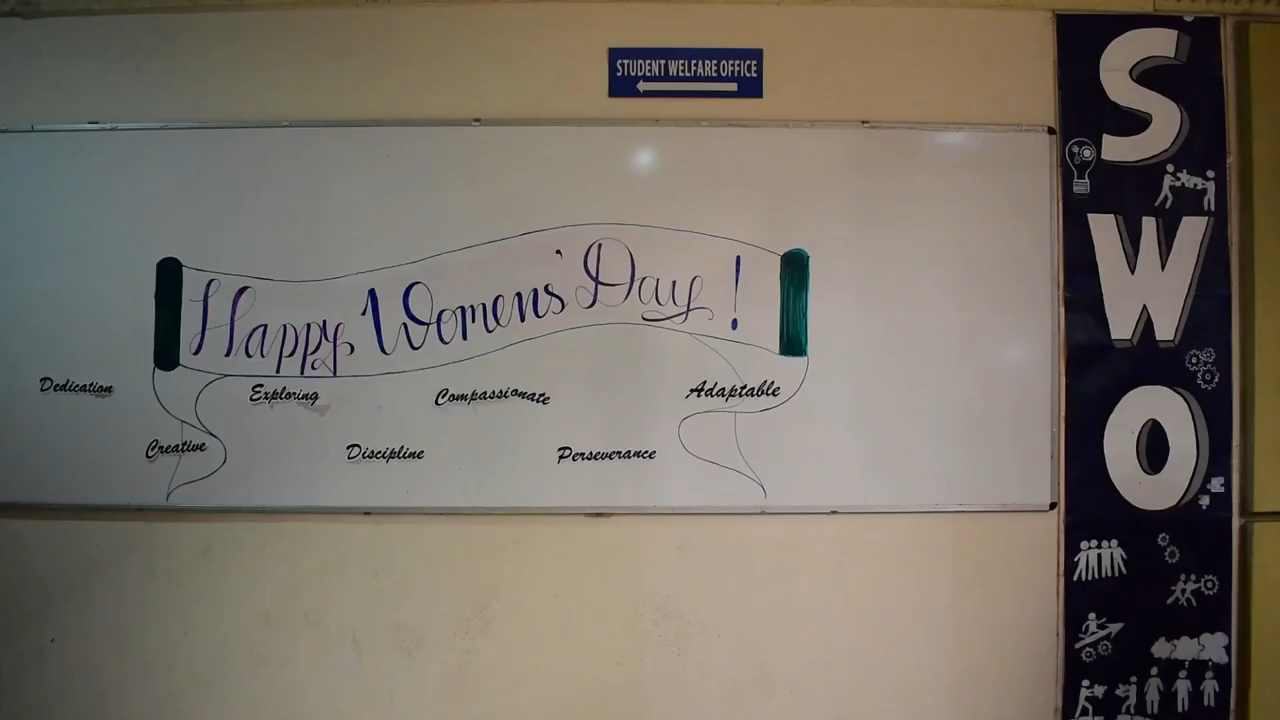 STUDENT WELFARE OFFICE
Happy Womens' Day !
Dedication
Exploring
Compassionate
Adaptable
Creative
Discipline
Perseverance
S
W
O